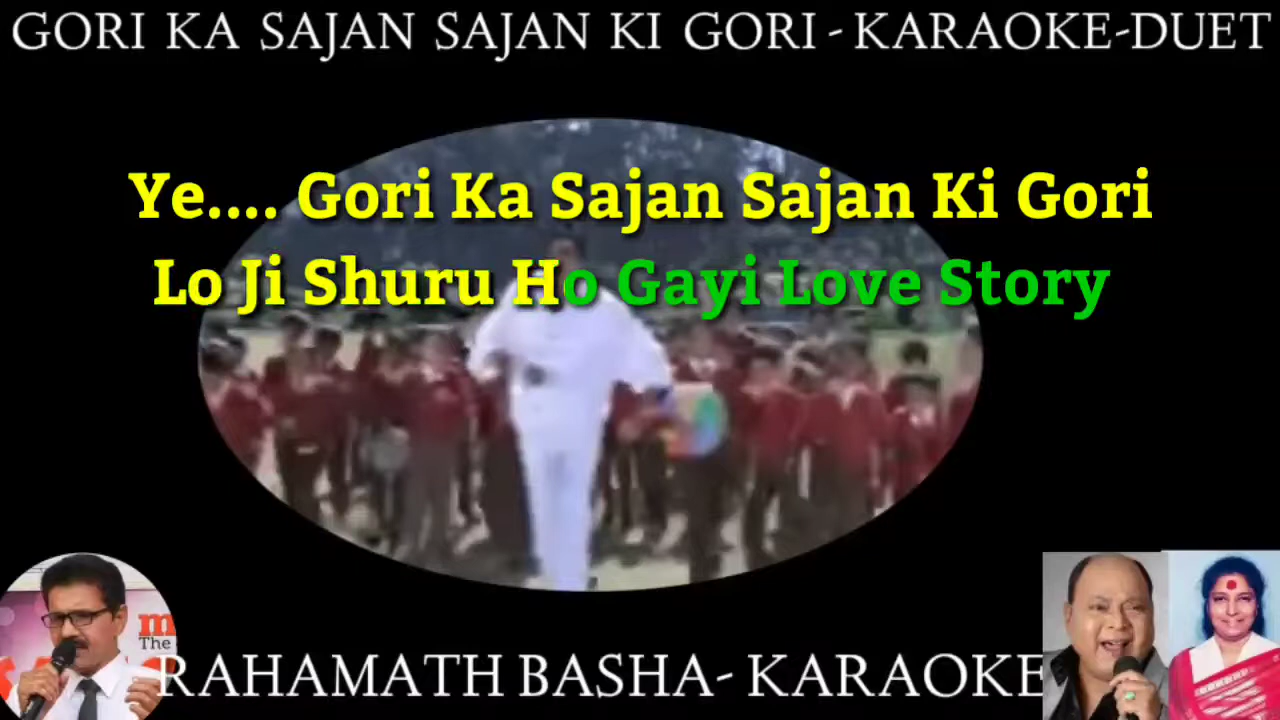 GORI KA SAJAN SAJAN KI GORI - KARAOKE-DUET
Ye.... Gori Ka Sajan Sajan Ki Gori
Lo Ji Shuru Ho Gayi Love Story
m
The
RAHAMATH BASHA- KARAOKE